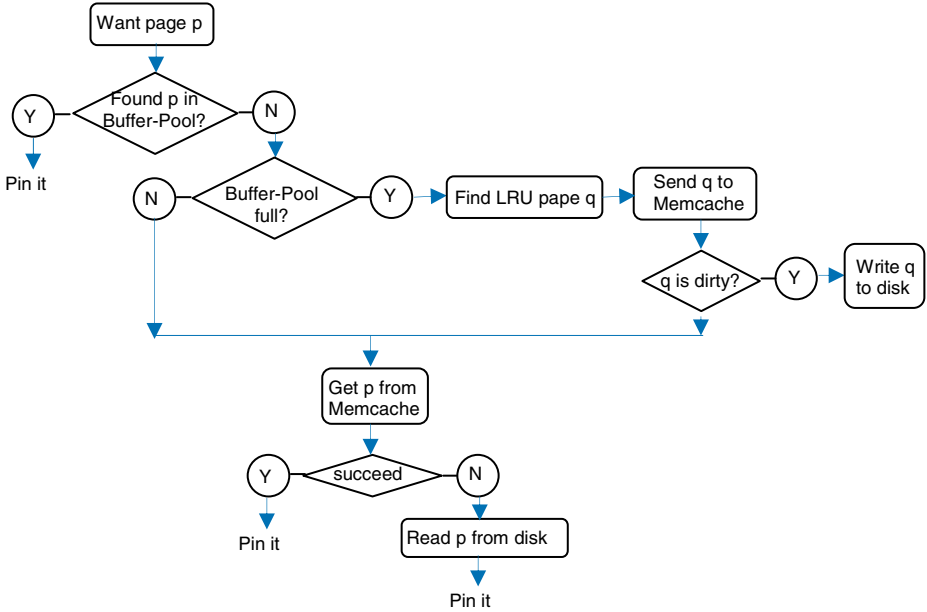 Want page p
Found p in
Buffer-Pool?
Y
N
Pin it
N
Buffer-Pool
full?
Y
Find LRU pape q
Send q to
Memcache
q is dirty?
Y
Write q
to disk
Get p from
Memcache
Y
succeed
N
Pin it
Read p from disk
Pin it